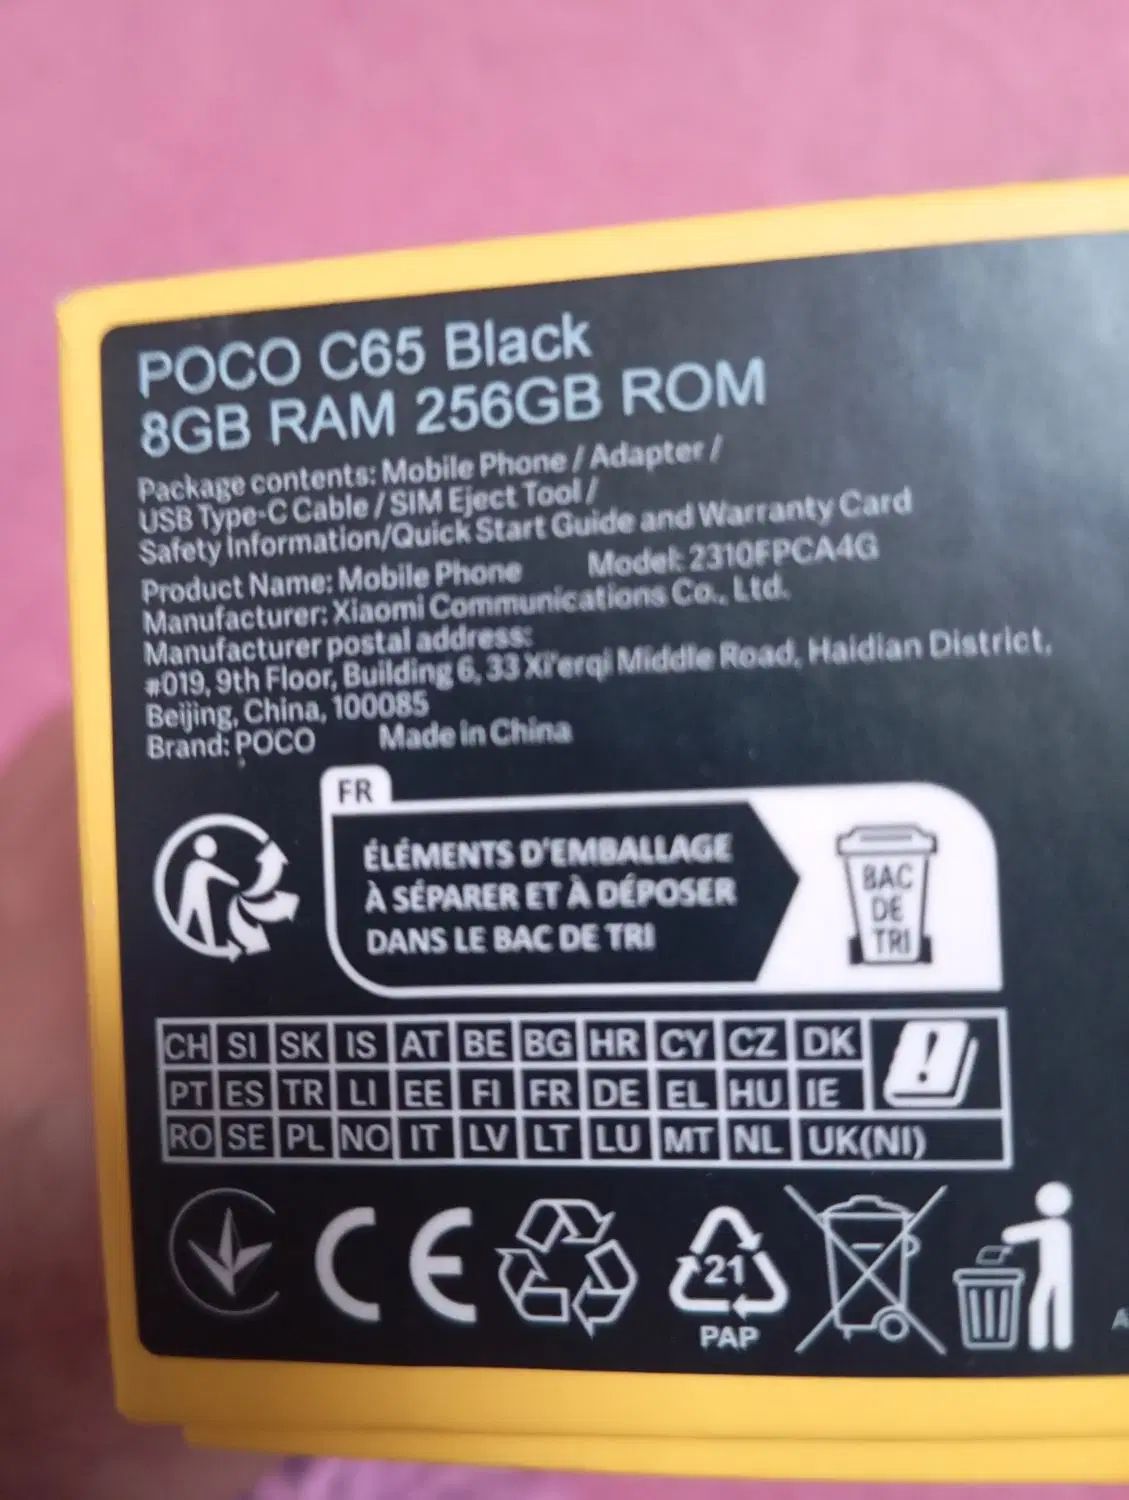 POCO C65 Black
8GB RAM 256GB ROM
Package contents: Mobile Phone / Adapter /
USB Type-C Cable / SIM Eject Tool /
Safety Information/Quick Start Guide and Warranty Card
Product Name: Mobile Phone Model: 2310FPCA4G
Manufacturer: Xiaomi Communications Co., Ltd.
Manufacturer postal address:
#019, 9th Floor, Building 6, 33 Xi'erqi Middle Road, Haidian District,
Beijing, China, 100085
Brand: POCO Made in China
FR
ÉLÉMENTS D'EMBALLAGE
À SÉPARER ET À DÉPOSER
DANS LE BAC DE TRI
BAC
DE
TRI
CH SI SK IS AT BE BG HR CY CZ DK
PT ES TR LI EE FI FR DE EL HU IE
RO SE PL NO IT LV LT LU MT NL UK(NI)
CE
21
PAP